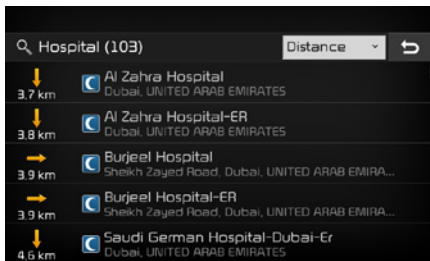 Hospital (103)
Distance
Al Zahra Hospital
Dubai, UNITED ARAB EMIRATES
3.7 km
Al Zahra Hospital-ER
Dubai, UNITED ARAB EMIRATES
3.8 km
Burjeel Hospital
Sheikh Zayed Road, Dubai, UNITED ARAB EMIRA...
3.9 km
Burjeel Hospital-ER
Sheikh Zayed Road, Dubai, UNITED ARAB EMIRA...
3.9 km
Saudi German Hospital-Dubai-Er
Dubai, UNITED ARAB EMIRATES
4.6 km